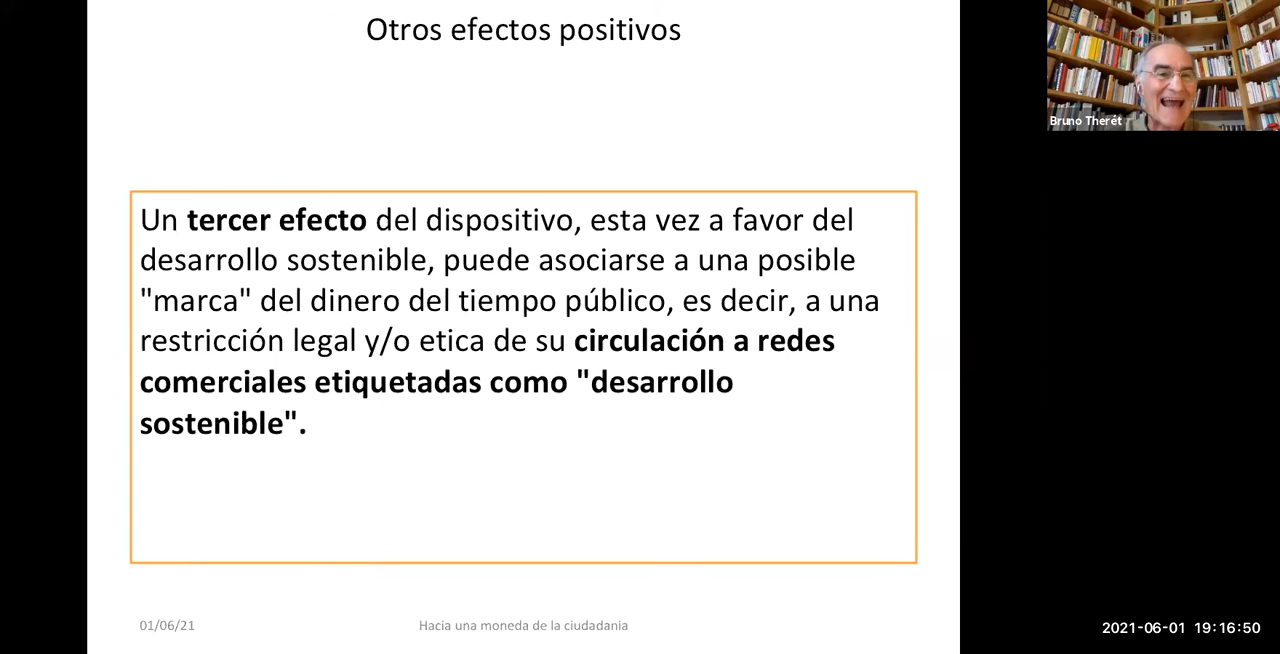 Otros efectos positivos
Bruno Therét
Un tercer efecto del dispositivo, esta vez a favor del
desarrollo sostenible, puede asociarse a una posible
"marca" del dinero del tiempo público, es decir, a una
restricción legal y/o etica de su circulación a redes
comerciales etiquetadas como "desarrollo
sostenible".
01/06/21
Hacia una moneda de la ciudadania
2021-06-01 19:16:50